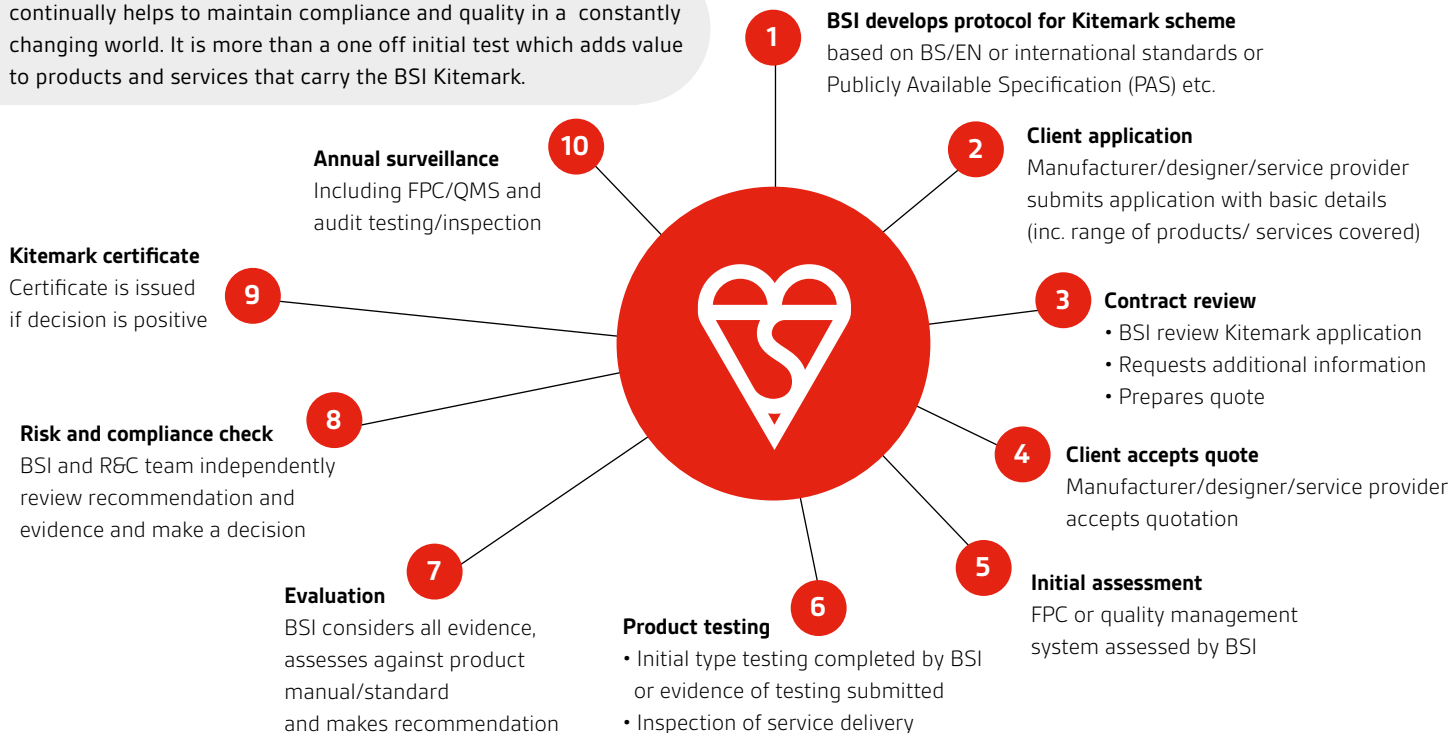 continually helps to maintain compliance and quality in a constantly
changing world. It is more than a one off initial test which adds value
to products and services that carry the BSI Kitemark.
1
BSI develops protocol for Kitemark scheme
based on BS/EN or international standards or
Publicly Available Specification (PAS) etc.
2
Client application
Manufacturer/designer/service provider
submits application with basic details
(inc. range of products/ services covered)
3
Contract review
• BSI review Kitemark application
• Requests additional information
• Prepares quote
4
Client accepts quote
Manufacturer/designer/service provider
accepts quotation
5
Initial assessment
FPC or quality management
system assessed by BSI
6
Product testing
• Initial type testing completed by BSI
or evidence of testing submitted
• Inspection of service delivery
7
Evaluation
BSI considers all evidence,
assesses against product
manual/standard
and makes recommendation
8
Risk and compliance check
BSI and R&C team independently
review recommendation and
evidence and make a decision
9
Kitemark certificate
Certificate is issued
if decision is positive
10
Annual surveillance
Including FPC/QMS and
audit testing/inspection